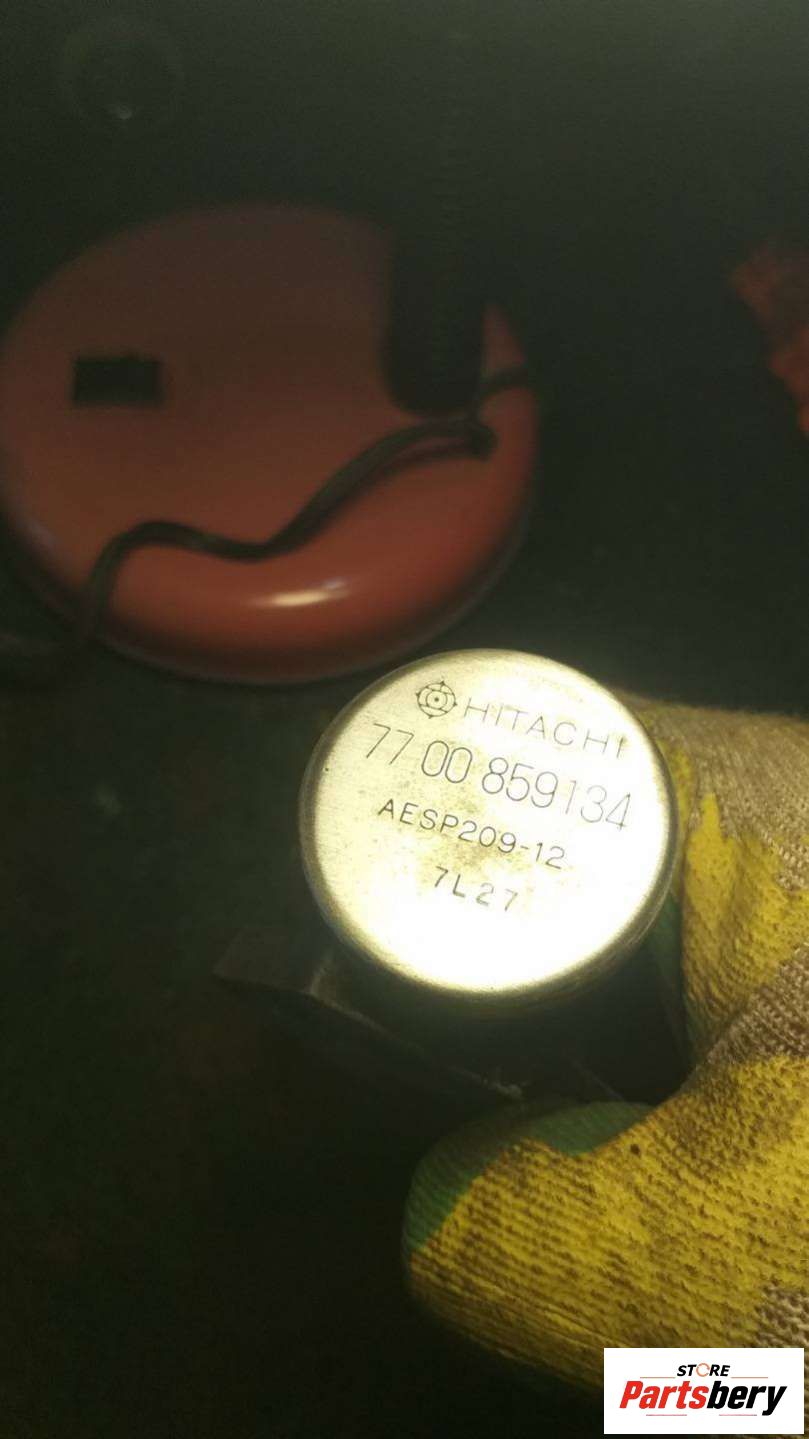 HITACHI
77 00 859134
AESP209-12
7L27
STORE
Partsbery